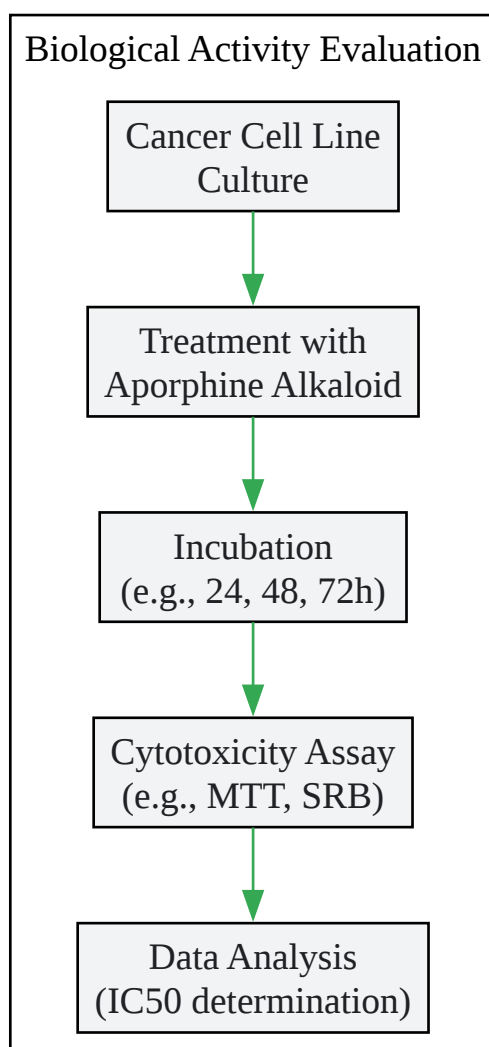 Biological Activity Evaluation
Cancer Cell Line
Culture
Treatment with
Aporphine Alkaloid
Incubation
(e.g., 24, 48, 72h)
Cytotoxicity Assay
(e.g., MTT, SRB)
Data Analysis
(IC50 determination)